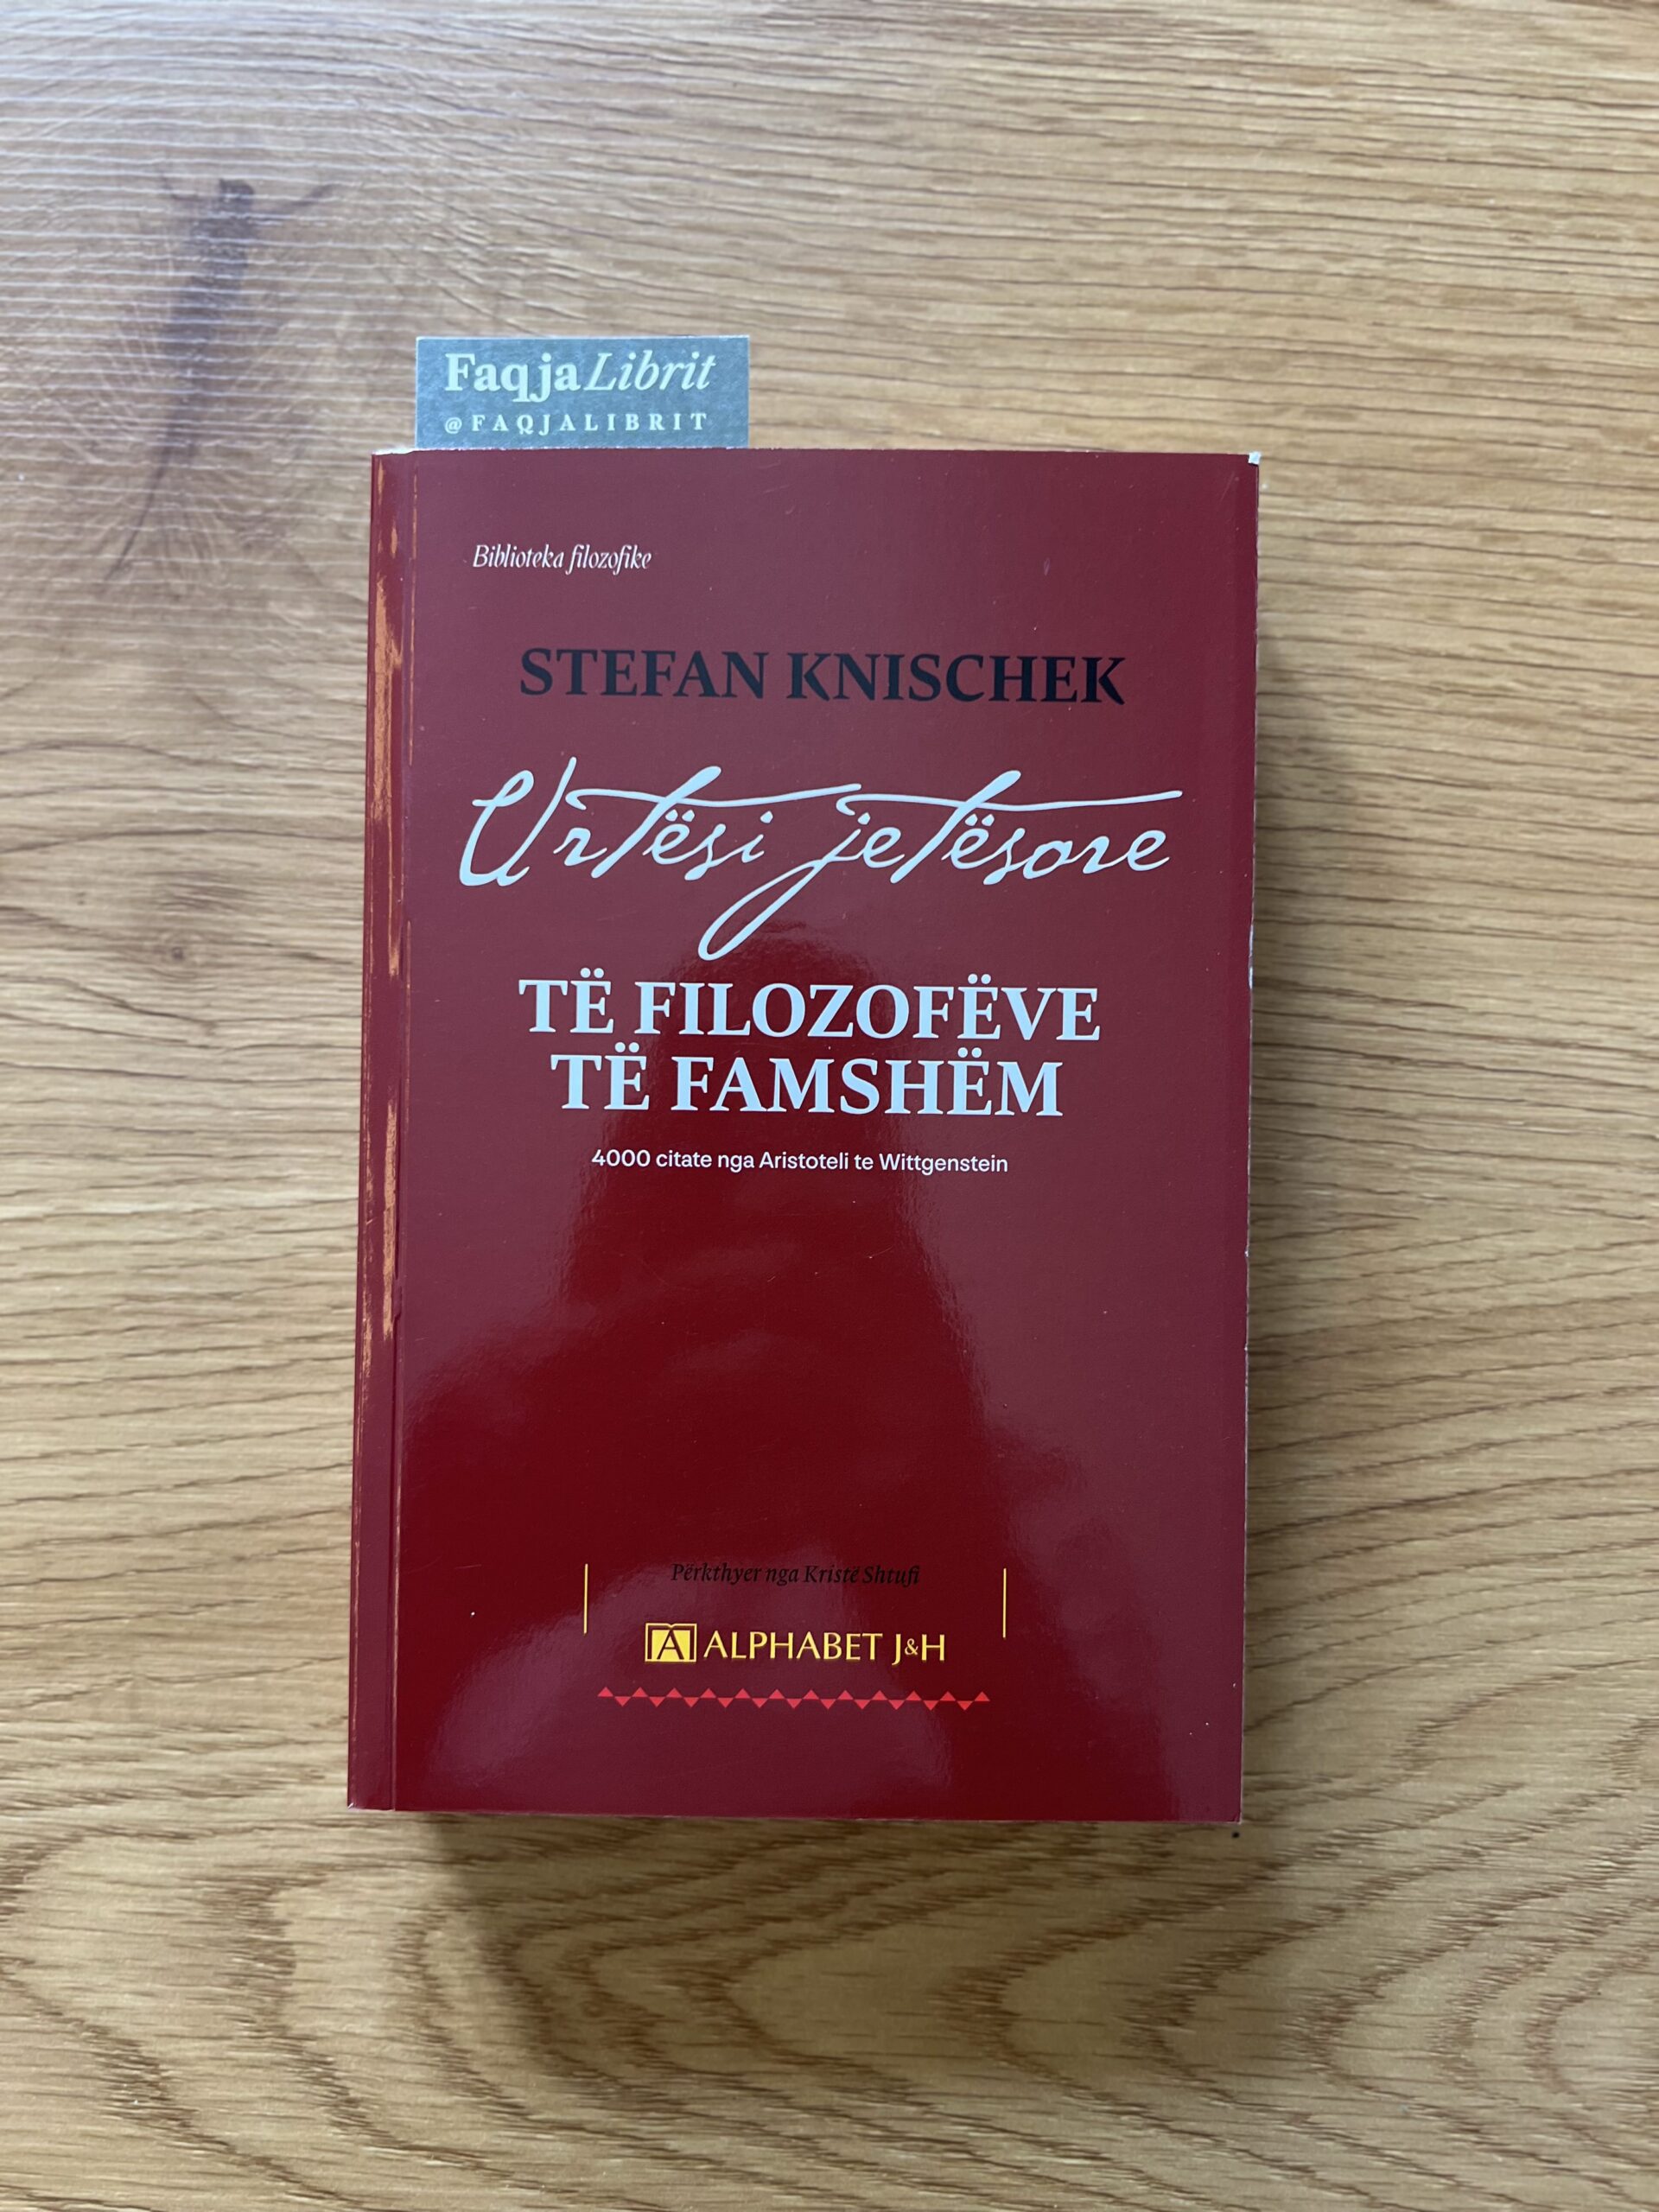 FaqjaLibrit
@FAQJALIBRIT
Biblioteka filozofike
STEFAN KNISCHEK
Urtësi jetësore
TË FILOZOFËVE
TË FAMSHËM
4000 citate nga Aristoteli te Wittgenstein
Përkthyer nga Kristë Shtufi
A ALPHABET J&H